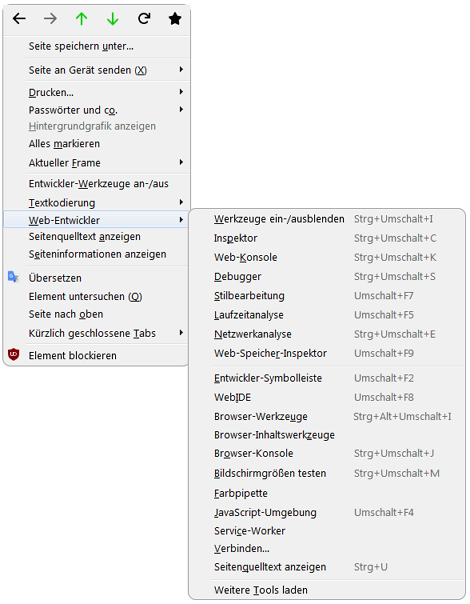 Seite speichern unter...
Seite an Gerät senden (X)
Drucken...
Passwörter und co.
Hintergrundgrafik anzeigen
Alles markieren
Aktueller Frame
Entwickler-Werkzeuge an-/aus
Textkodierung
Web-Entwickler
Seitenquelltext anzeigen
Seiteninformationen anzeigen
Übersetzen
Element untersuchen (Q)
Seite nach oben
Kürzlich geschlossene Tabs
Element blockieren
Werkzeuge ein-/ausblenden Strg+Umschalt+I
Inspektor Strg+Umschalt+C
Web-Konsole Strg+Umschalt+K
Debugger Strg+Umschalt+S
Stilbearbeitung Umschalt+F7
Laufzeitanalyse Umschalt+F5
Netzwerkanalyse Strg+Umschalt+E
Web-Speicher-Inspektor Umschalt+F9
Entwickler-Symbolleiste Umschalt+F2
WebIDE Umschalt+F8
Browser-Werkzeuge Strg+Alt+Umschalt+I
Browser-Inhaltswerkzeuge
Browser-Konsole Strg+Umschalt+J
Bildschirmgrößen testen Strg+Umschalt+M
Farbpipette
JavaScript-Umgebung Umschalt+F4
Service-Worker
Verbinden...
Seitenquelltext anzeigen Strg+U
Weitere Tools laden